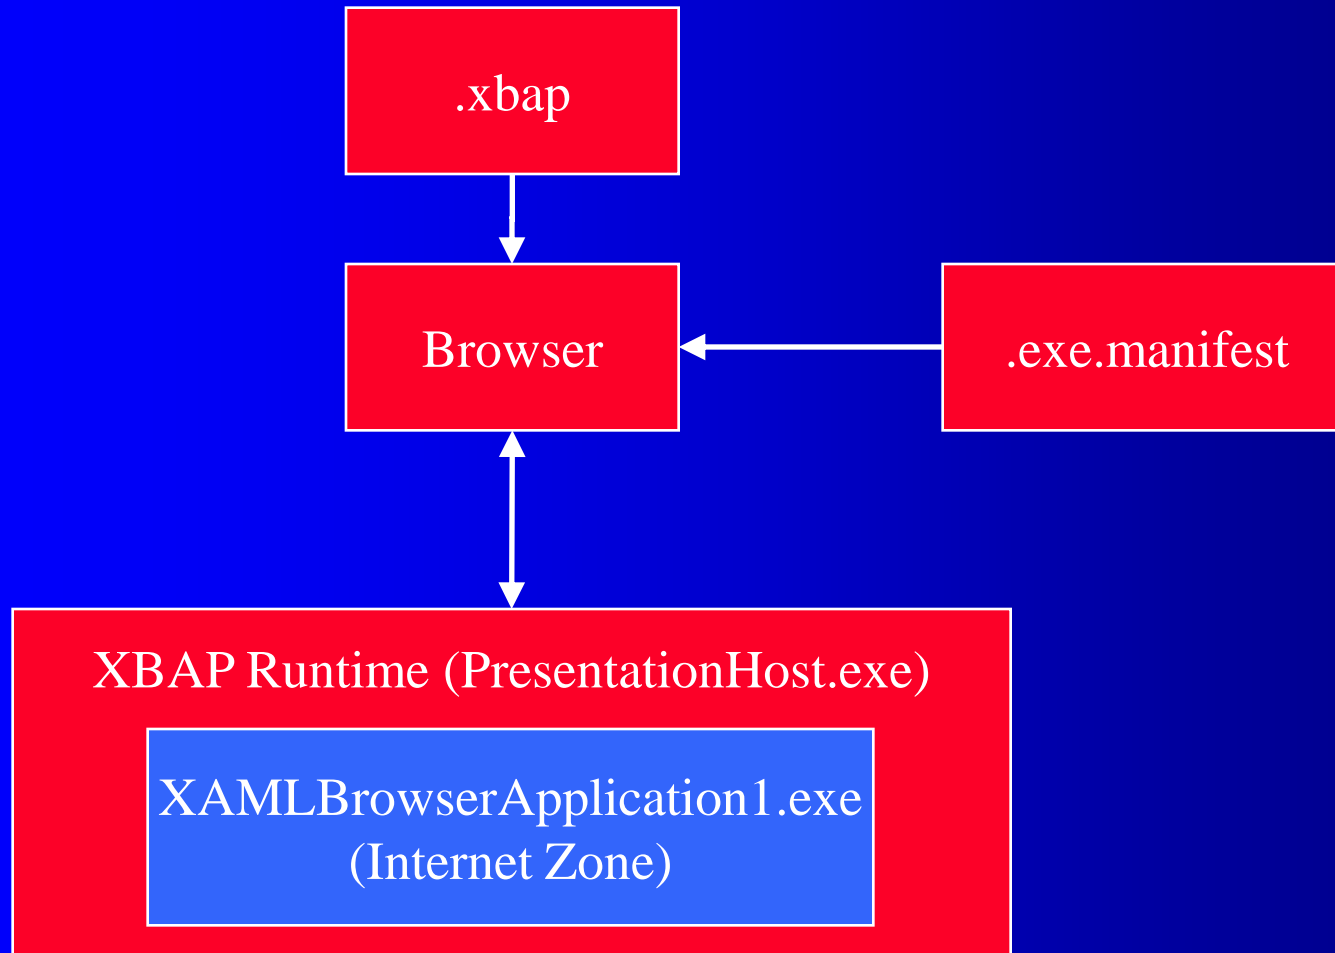 .xbap
Browser
.exe.manifest
XBAP Runtime (PresentationHost.exe)
XAMLBrowserApplication1.exe
(Internet Zone)